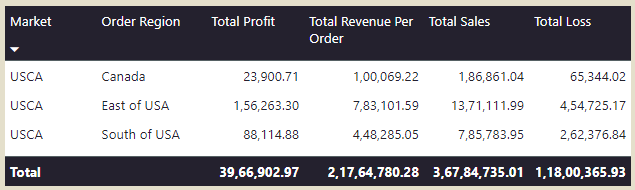 Market Order Region Total Profit Total Revenue Per Order Total Sales Total Loss
USCA Canada 23,900.71 1,00,069.22 1,86,861.04 65,344.02
USCA East of USA 1,56,263.30 7,83,101.59 13,71,111.99 4,54,725.17
USCA South of USA 88,114.88 4,48,285.05 7,85,783.95 2,62,376.84
Total 39,66,902.97 2,17,64,780.28 3,67,84,735.01 1,18,00,365.93